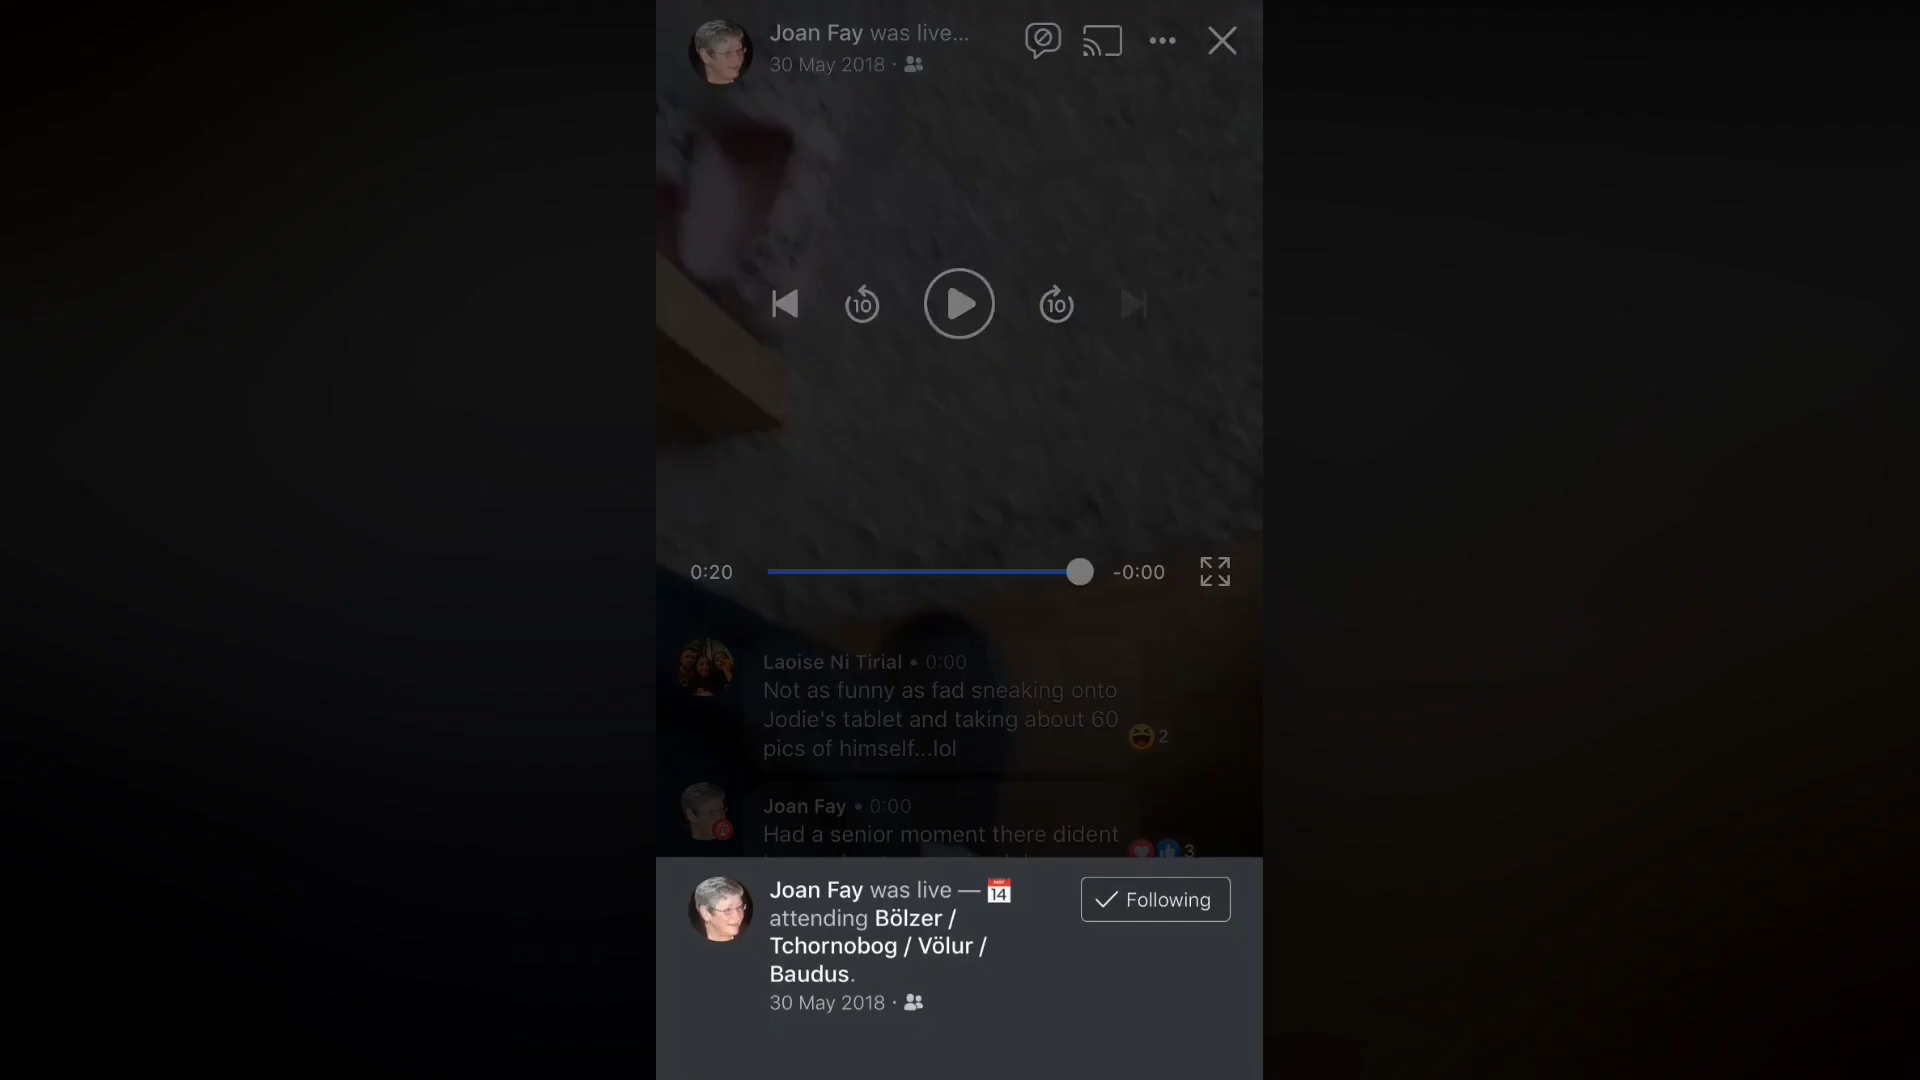 Joan Fay was live...
30 May 2018 ·
10
10
0:20
-0:00
Laoise Ni Tirial • 0:00
Not as funny as fad sneaking onto
Jodie's tablet and taking about 60
pics of himself...lol
2
Joan Fay • 0:00
Had a senior moment there dident
3
Joan Fay was live — 📅
14
attending Bölzer /
Tchornobog / Völur /
Baudus.
30 May 2018 ·
Following